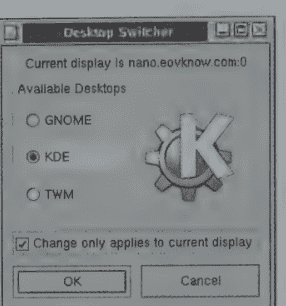 Desktop Switcher
Current display is nano.eovknow.com:0
Available Desktops
GNOME
KDE
K
TWM
Change only applies to current display
OK
Cancel